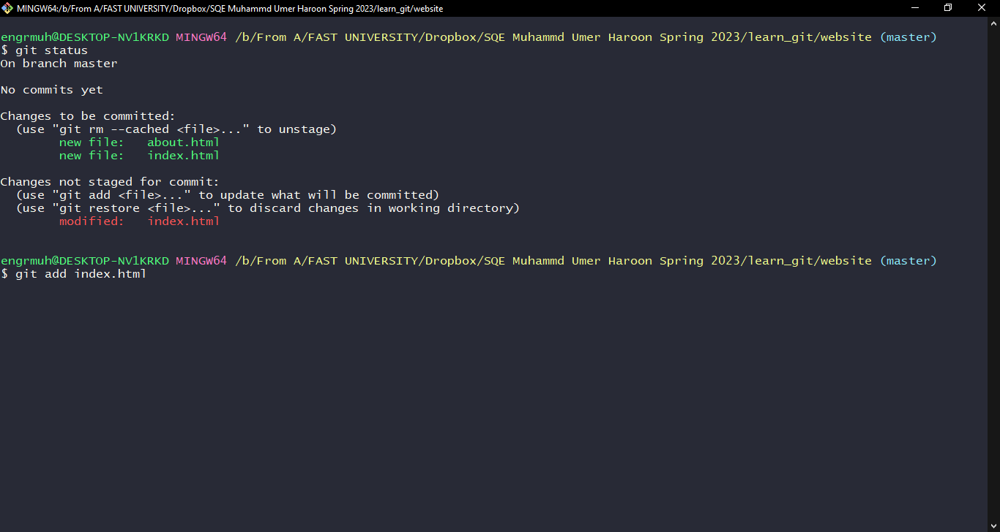 MINGW64:/b/From A/FAST UNIVERSITY/Dropbox/SQE Muhammd Umer Haroon Spring 2023/learn_git/website
engrmuh@DESKTOP-NV1KRKD MINGW64 /b/From A/FAST UNIVERSITY/Dropbox/SQE Muhammd Umer Haroon Spring 2023/learn_git/website (master)
$ git status
On branch master
No commits yet
Changes to be committed:
  (use "git rm --cached <file>..." to unstage)
        new file:   about.html
        new file:   index.html
Changes not staged for commit:
  (use "git add <file>..." to update what will be committed)
  (use "git restore <file>..." to discard changes in working directory)
        modified:   index.html
engrmuh@DESKTOP-NV1KRKD MINGW64 /b/From A/FAST UNIVERSITY/Dropbox/SQE Muhammd Umer Haroon Spring 2023/learn_git/website (master)
$ git add index.html